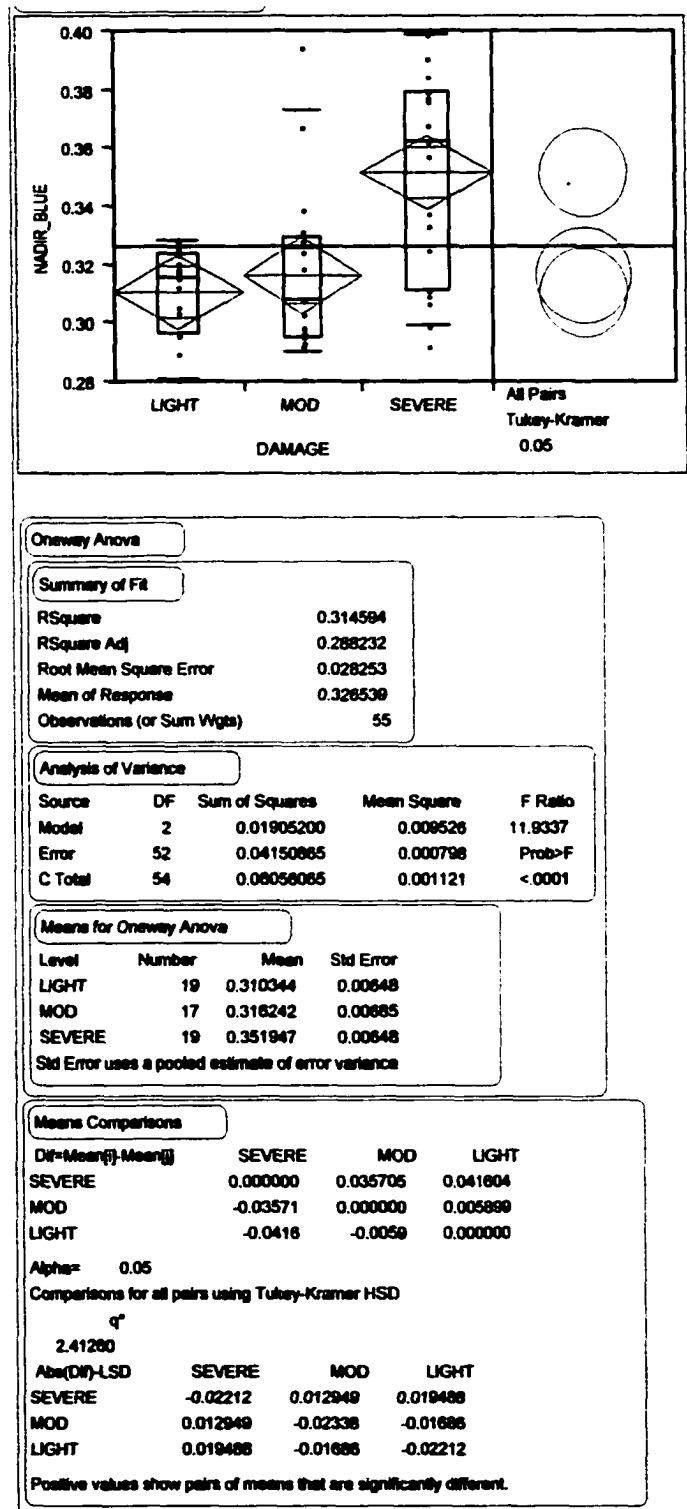 0.40
0.38
0.36
0.34
0.32
0.30
0.28
NADIR_BLUE
LIGHT MOD SEVERE
DAMAGE
All Pairs
Tukey-Kramer
0.05
Oneway Anova
Summary of Fit
RSquare 0.314594
RSquare Adj 0.288232
Root Mean Square Error 0.028253
Mean of Response 0.326539
Observations (or Sum Wgts) 55
Analysis of Variance
Source DF Sum of Squares Mean Square F Ratio
Model 2 0.01905200 0.009526 11.9337
Error 52 0.04150865 0.000798 Prob>F
C Total 54 0.06056065 0.001121 <.0001
Means for Oneway Anova
Level Number Mean Std Error
LIGHT 19 0.310344 0.00648
MOD 17 0.316242 0.00685
SEVERE 19 0.351947 0.00648
Std Error uses a pooled estimate of error variance
Means Comparisons
Dif=Mean[i]-Mean[j] SEVERE MOD LIGHT
SEVERE 0.000000 0.035705 0.041604
MOD -0.03571 0.000000 0.005899
LIGHT -0.0416 -0.0059 0.000000
Alpha= 0.05
Comparisons for all pairs using Tukey-Kramer HSD
q*
2.41260
Abs(Dif)-LSD SEVERE MOD LIGHT
SEVERE -0.02212 0.012949 0.019488
MOD 0.012949 -0.02338 -0.01686
LIGHT 0.019488 -0.01686 -0.02212
Positive values show pairs of means that are significantly different.